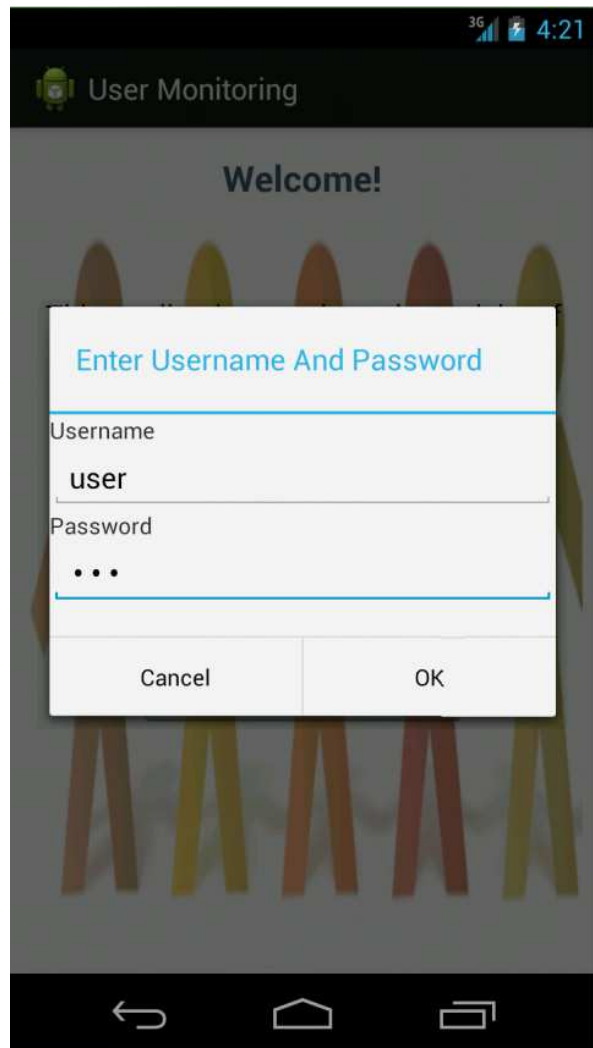 3G 4:21
User Monitoring
Welcome!
Enter Username And Password
Username
user
Password
•••
Cancel
OK